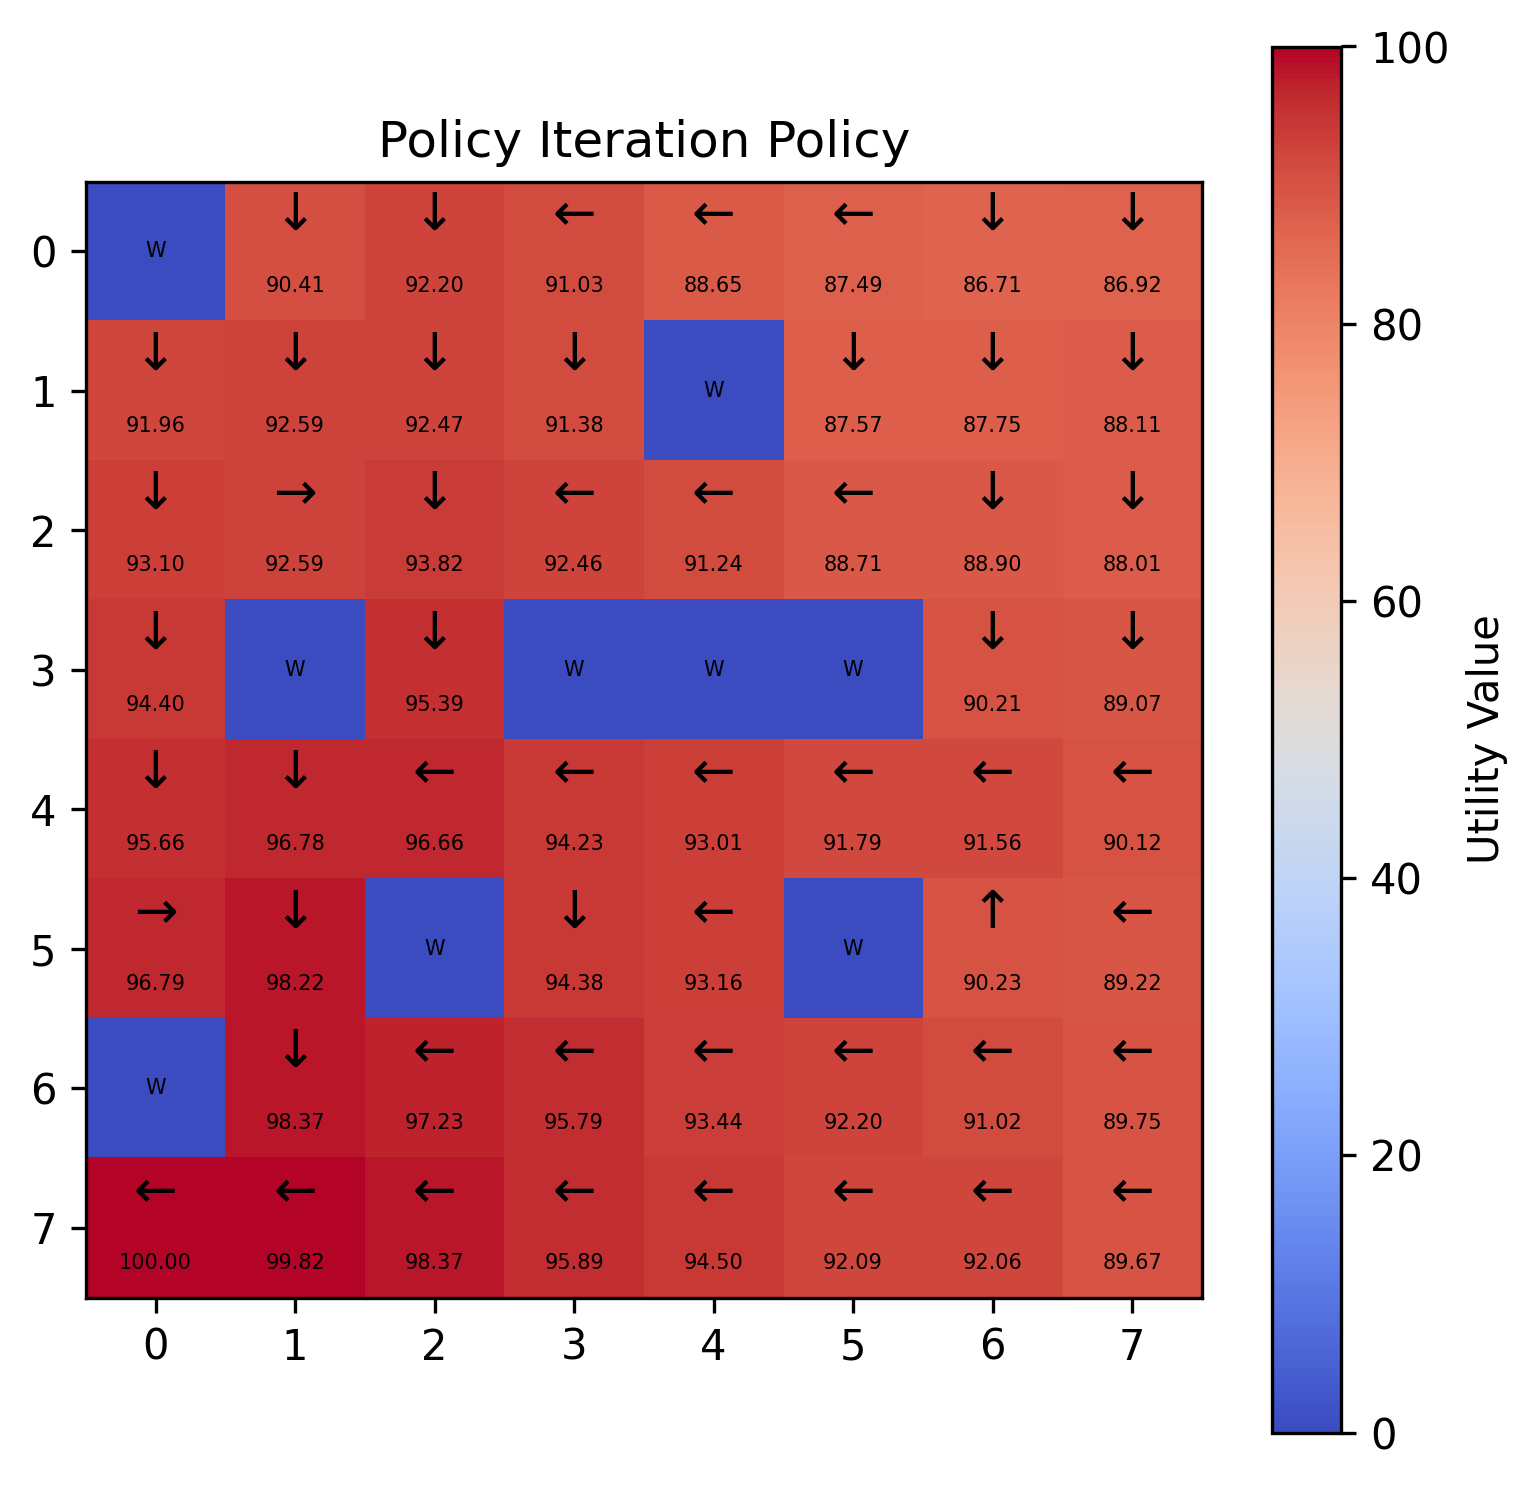 Policy Iteration Policy
0 W ↓ ↓ ← ← ← ↓ ↓
90.41 92.20 91.03 88.65 87.49 86.71 86.92
1 ↓ ↓ ↓ ↓ W ↓ ↓ ↓
91.96 92.59 92.47 91.38 87.57 87.75 88.11
2 ↓ → ↓ ← ← ← ↓ ↓
93.10 92.59 93.82 92.46 91.24 88.71 88.90 88.01
3 ↓ W ↓ W W W ↓ ↓
94.40 95.39 90.21 89.07
4 ↓ ↓ ← ← ← ← ← ←
95.66 96.78 96.66 94.23 93.01 91.79 91.56 90.12
5 → ↓ W ↓ ← W ↑ ←
96.79 98.22 94.38 93.16 90.23 89.22
6 W ↓ ← ← ← ← ← ←
98.37 97.23 95.79 93.44 92.20 91.02 89.75
7 ← ← ← ← ← ← ← ←
100.00 99.82 98.37 95.89 94.50 92.09 92.06 89.67
0 1 2 3 4 5 6 7
100
80
60
40
20
0
Utility Value